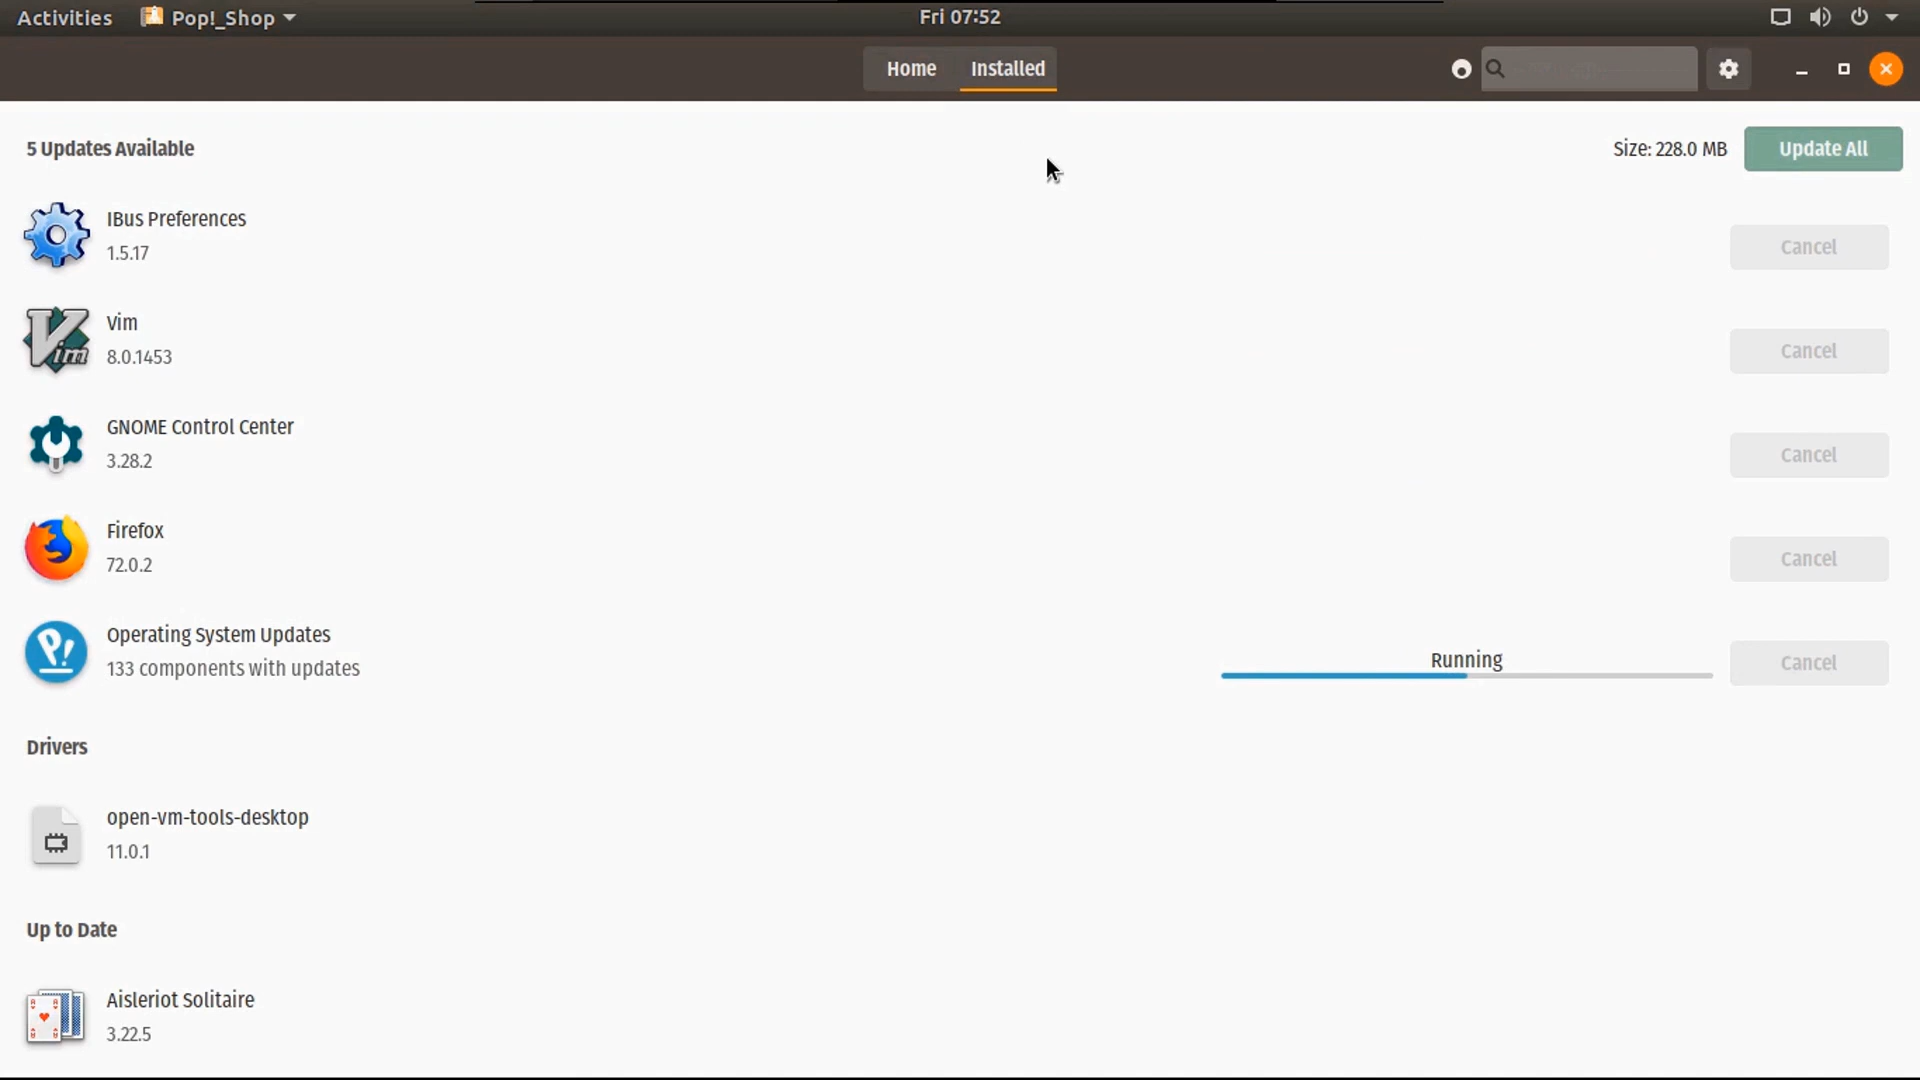 Activities Pop!_Shop Fri 07:52
Home Installed
5 Updates Available Size: 228.0 MB Update All
IBus Preferences
1.5.17
Cancel
Vim
8.0.1453
Cancel
GNOME Control Center
3.28.2
Cancel
Firefox
72.0.2
Cancel
Operating System Updates
133 components with updates
Running
Cancel
Drivers
open-vm-tools-desktop
11.0.1
Up to Date
Aisleriot Solitaire
3.22.5